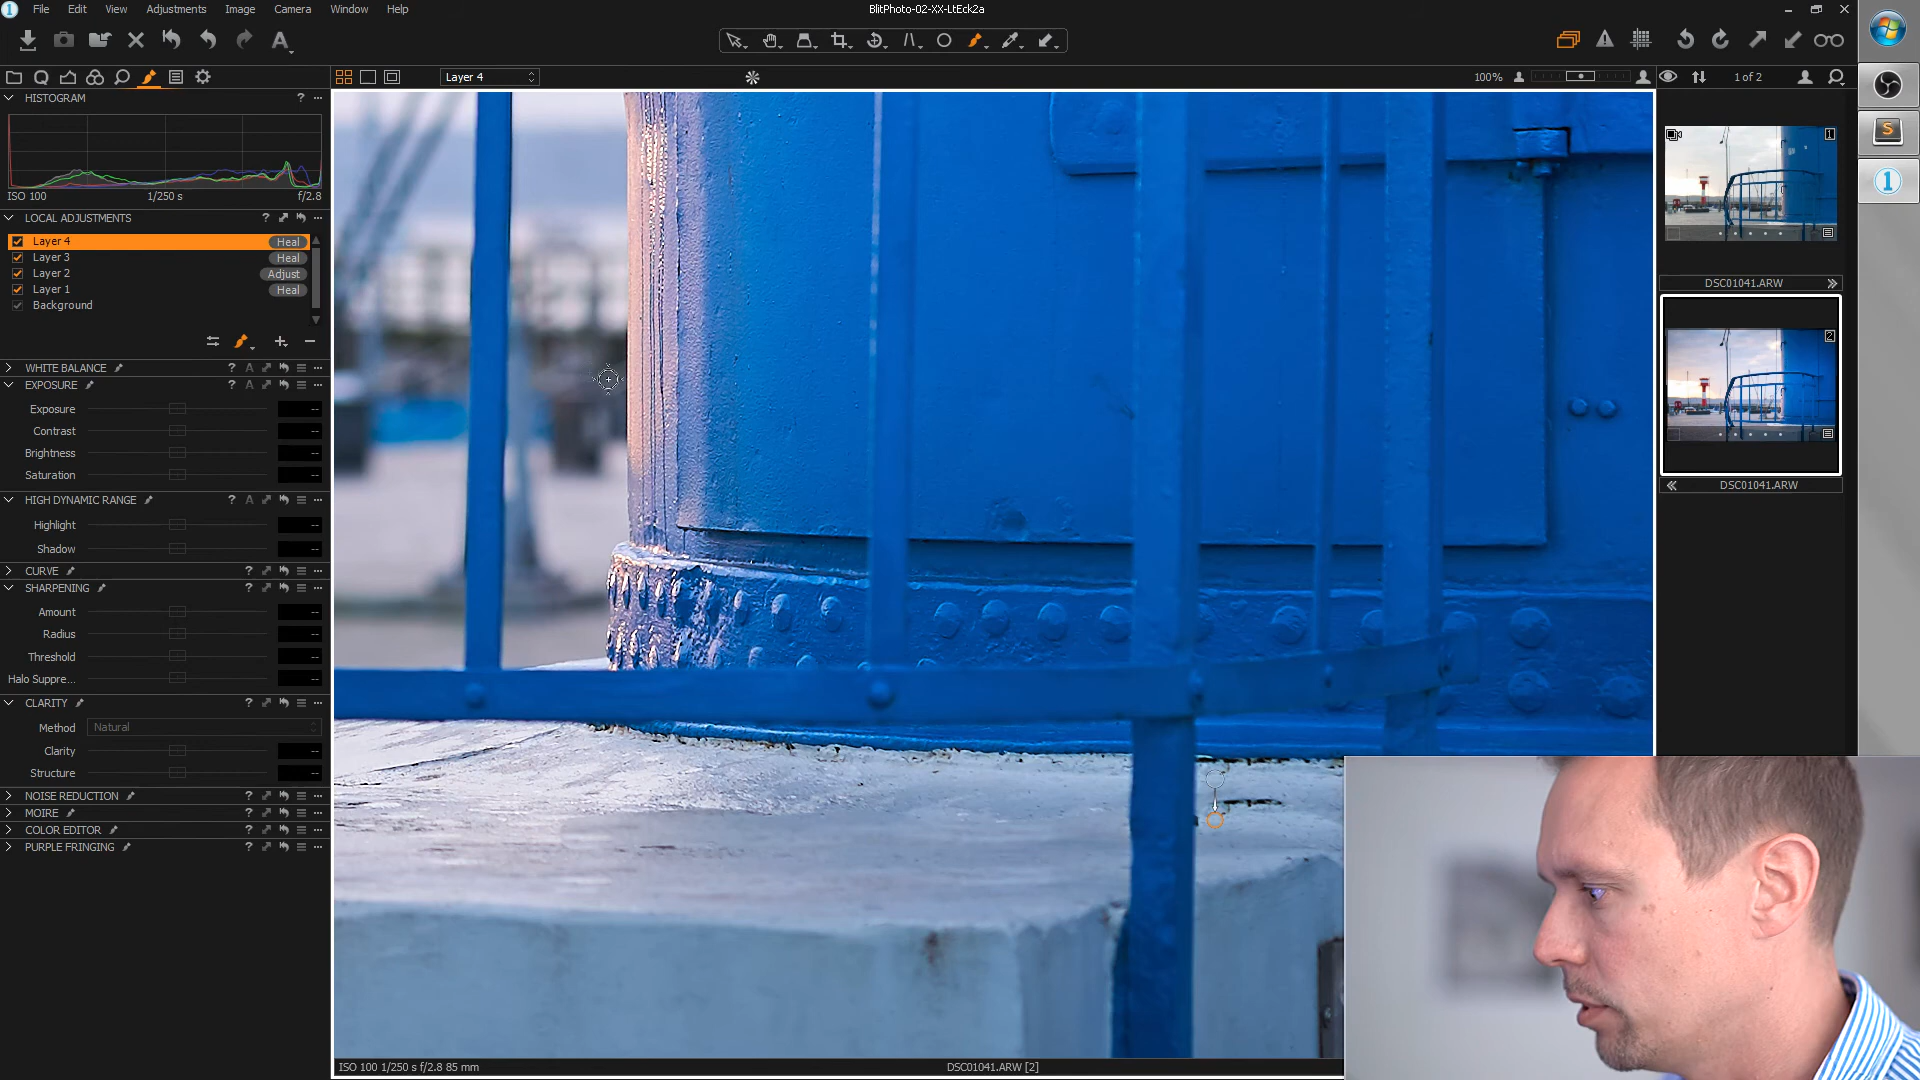 File Edit View Adjustments Image Camera Window Help
BlitPhoto-02-XX-LtEck2a
Layer 4
100%
1 of 2
HISTOGRAM
ISO 100 1/250 s f/2.8
LOCAL ADJUSTMENTS
Layer 4 Heal
Layer 3 Heal
Layer 2 Adjust
Layer 1 Heal
Background
WHITE BALANCE
EXPOSURE
Exposure --
Contrast --
Brightness --
Saturation --
HIGH DYNAMIC RANGE
Highlight --
Shadow --
CURVE
SHARPENING
Amount --
Radius --
Threshold --
Halo Suppre... --
CLARITY
Method Natural
Clarity --
Structure --
NOISE REDUCTION
MOIRE
COLOR EDITOR
PURPLE FRINGING
1
DSC01041.ARW
2
DSC01041.ARW
ISO 100 1/250 s f/2.8 85 mm
DSC01041.ARW [2]